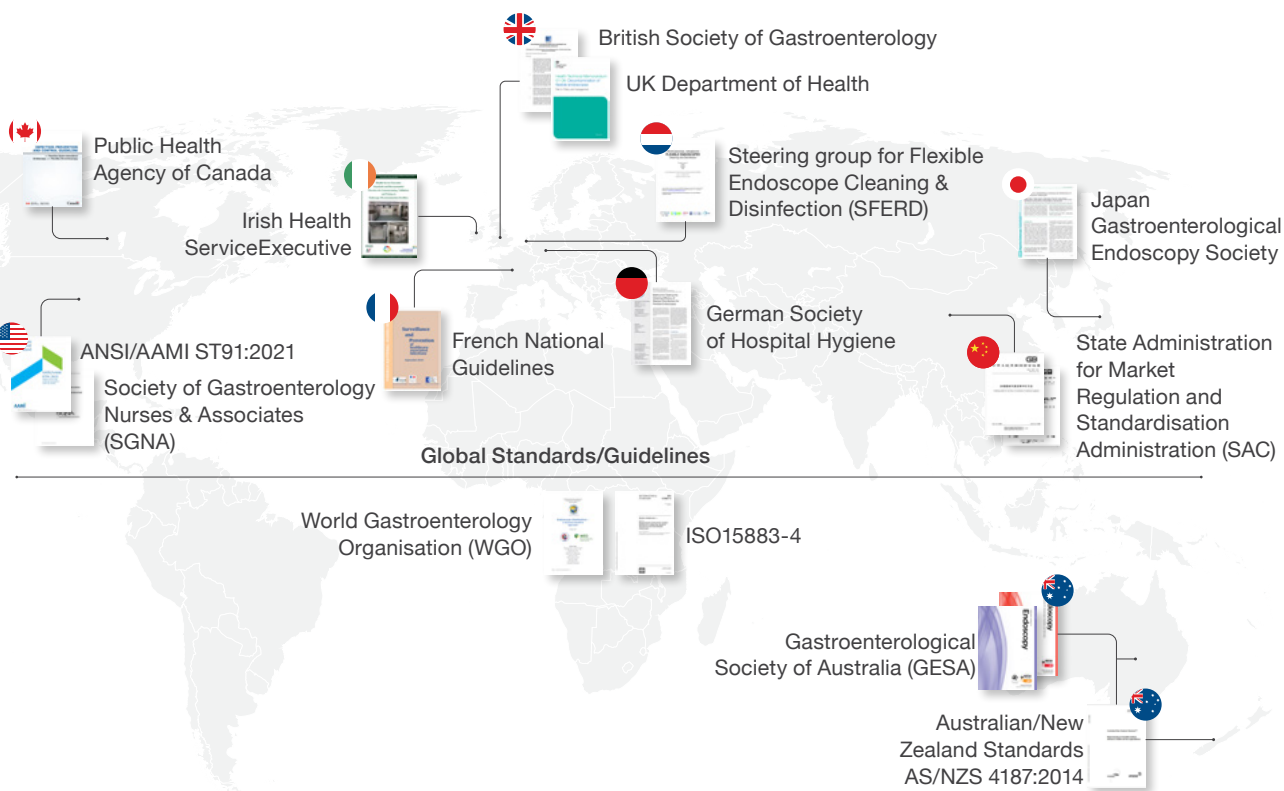 British Society of Gastroenterology
UK Department of Health
Public Health
Agency of Canada
Irish Health
ServiceExecutive
Steering group for Flexible
Endoscope Cleaning &
Disinfection (SFERD)
Japan
Gastroenterological
Endoscopy Society
French National
Guidelines
Surveillance
and
Prevention
German Society
of Hospital Hygiene
ANSI/AAMI ST91:2021
Society of Gastroenterology
Nurses & Associates
(SGNA)
State Administration
for Market
Regulation and
Standardisation
Administration (SAC)
Global Standards/Guidelines
World Gastroenterology
Organisation (WGO)
ISO15883-4
Gastroenterological
Society of Australia (GESA)
Endoscopy
Australian/New
Zealand Standards
AS/NZS 4187:2014